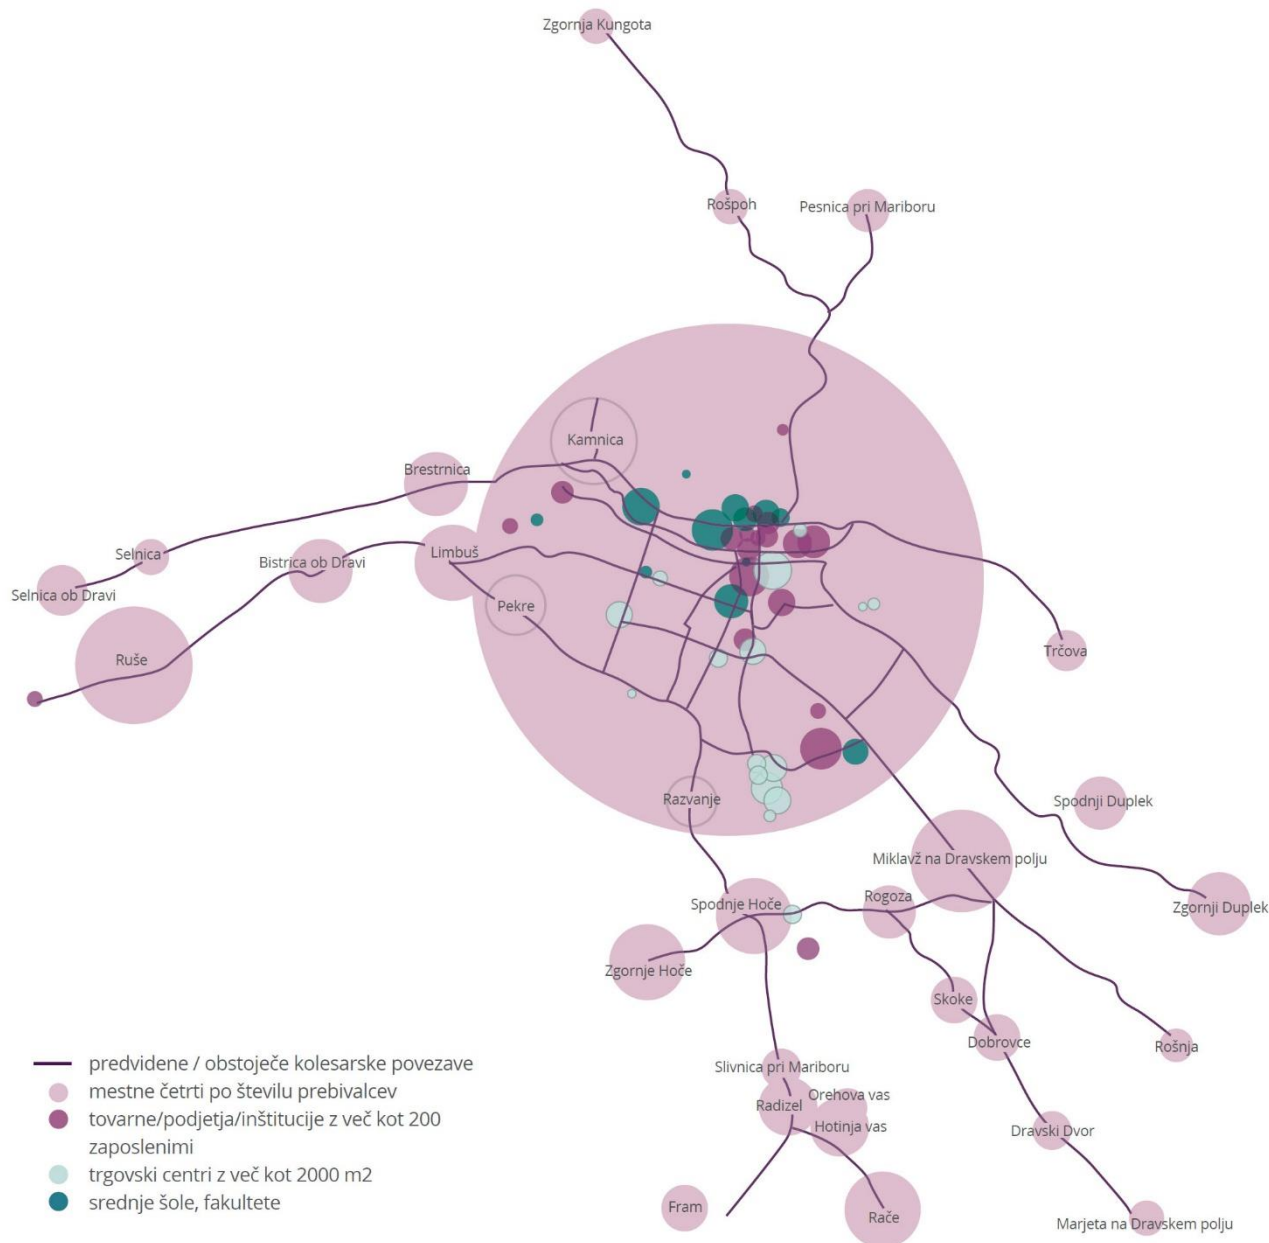 Zgornja Kungota
Rošpoh
Pesnica pri Mariboru
Kamnica
Brestrnica
Selnica
Bistrica ob Dravi
Limbuš
Selnica ob Dravi
Pekre
Ruše
Trčova
Razvanje
Spodnji Duplek
Miklavž na Dravskem polju
Rogoza
Spodnje Hoče
Zgornji Duplek
Zgornje Hoče
Skoke
Dobrovce
Rošnja
Slivnica pri Mariboru
Orehova vas
Radizel
Hotinja vas
Dravski Dvor
Fram
Rače
Marjeta na Dravskem polju
predvidene / obstoječe kolesarske povezave
mestne četrti po številu prebivalcev
tovarne/podjetja/inštitucije z več kot 200
zaposlenimi
trgovski centri z več kot 2000 m2
srednje šole, fakultete